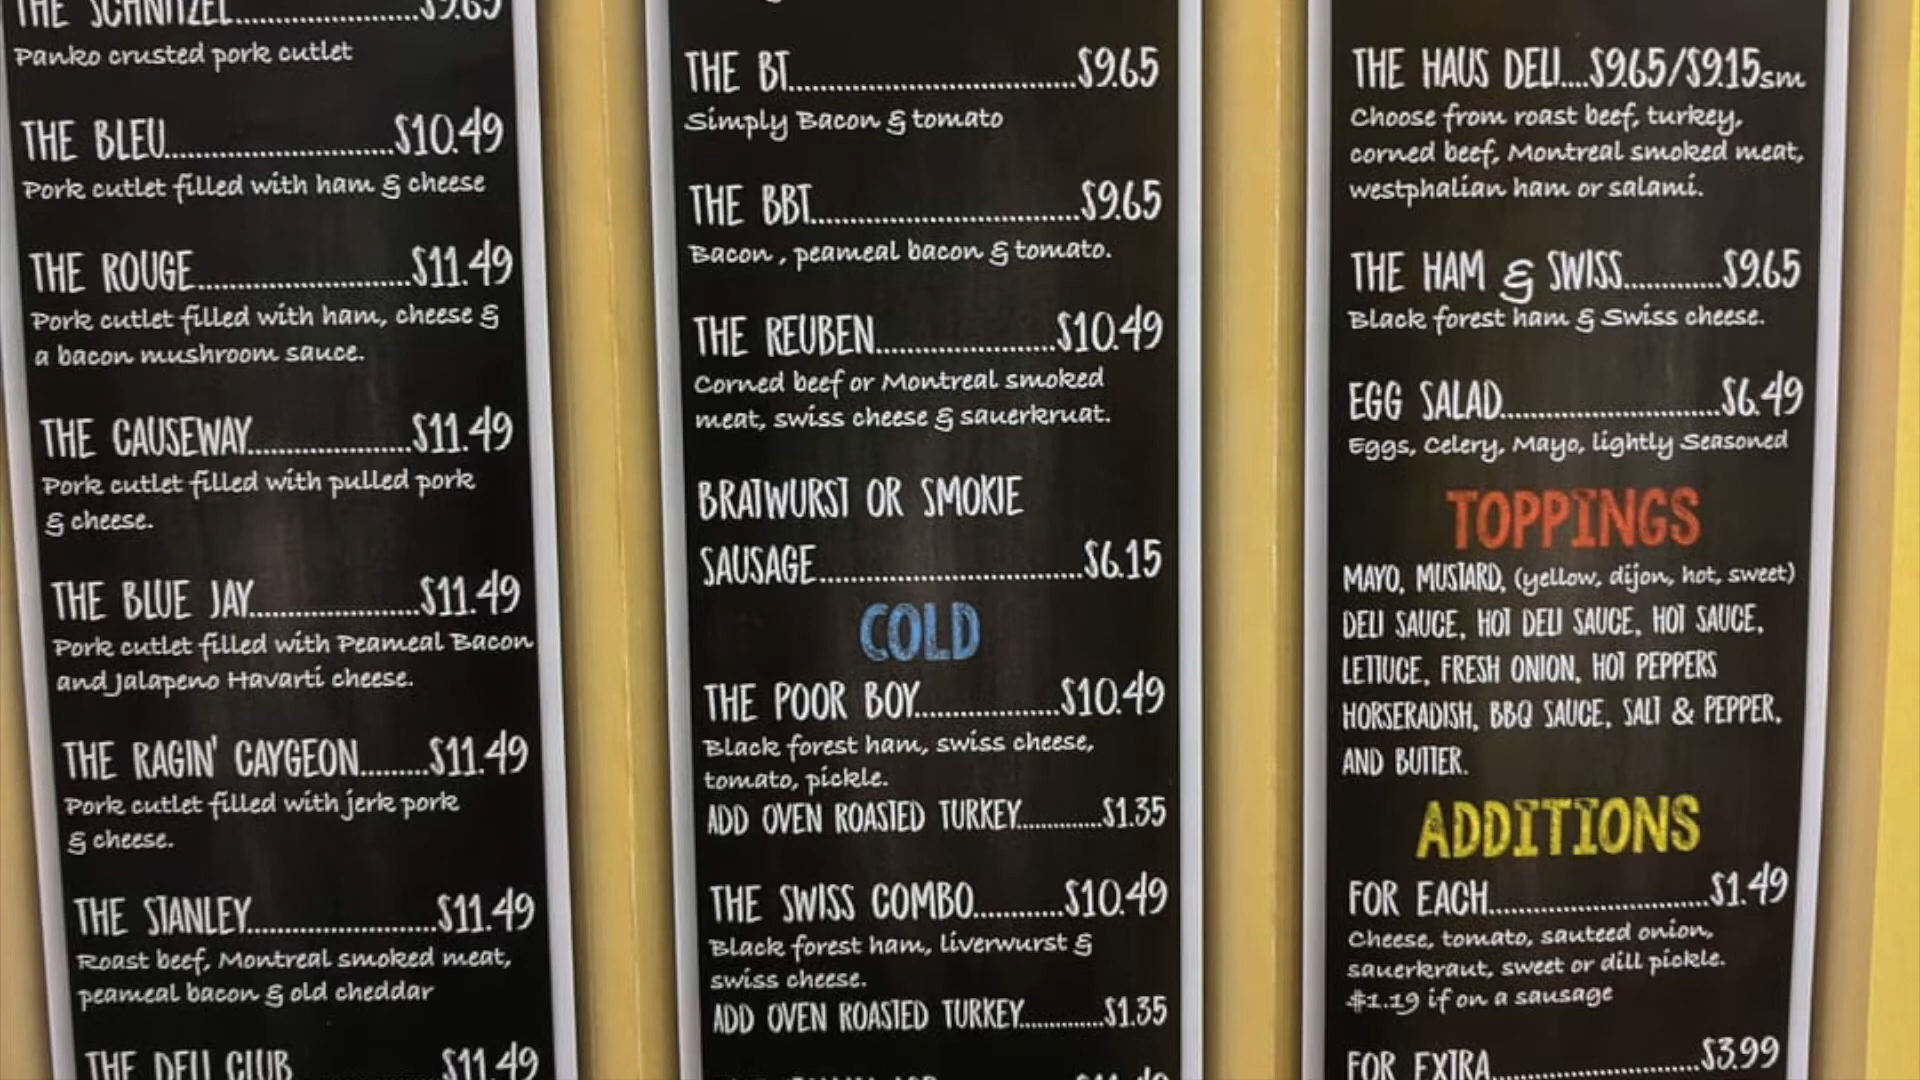 THE SCHNITZEL....................$9.65
Panko crusted pork cutlet
THE BLEU.............................$10.49
Pork cutlet filled with ham & cheese
THE ROUGE..........................$11.49
Pork cutlet filled with ham, cheese &
a bacon mushroom sauce.
THE CAUSEWAY....................$11.49
Pork cutlet filled with pulled pork
& cheese.
THE BLUE JAY.....................$11.49
Pork cutlet filled with Peameal Bacon
and Jalapeno Havarti cheese.
THE RAGIN' CAYGEON.........$11.49
Pork cutlet filled with jerk pork
& cheese.
THE STANLEY.......................$11.49
Roast beef, Montreal smoked meat,
peameal bacon & old cheddar
THE DELI CLUB...................$11.49
THE BT...................................$9.65
Simply Bacon & tomato
THE BBT.................................$9.65
Bacon , peameal bacon & tomato.
THE REUBEN......................$10.49
Corned beef or Montreal smoked
meat, swiss cheese & sauerkruat.
BRATWURST OR SMOKIE
SAUSAGE................................$6.15
COLD
THE POOR BOY..................$10.49
Black forest ham, swiss cheese,
tomato, pickle.
ADD OVEN ROASTED TURKEY..............$1.35
THE SWISS COMBO...........$10.49
Black forest ham, liverwurst &
swiss cheese.
ADD OVEN ROASTED TURKEY..............$1.35
THE HAUS DELI....$9.65/$9.15sm
Choose from roast beef, turkey,
corned beef, Montreal smoked meat,
westphalian ham or salami.
THE HAM & SWISS............$9.65
Black forest ham & Swiss cheese.
EGG SALAD...........................$6.49
Eggs, Celery, Mayo, lightly Seasoned
TOPPINGS
MAYO, MUSTARD, (yellow, dijon, hot, sweet)
DELI SAUCE, HOT DELI SAUCE, HOT SAUCE,
LETTUCE, FRESH ONION, HOT PEPPERS
HORSERADISH, BBQ SAUCE, SALT & PEPPER,
AND BUTTER.
ADDITIONS
FOR EACH...........................$1.49
Cheese, tomato, sauteed onion,
sauerkraut, sweet or dill pickle.
$1.19 if on a sausage
FOR EXTRA..........................$3.99